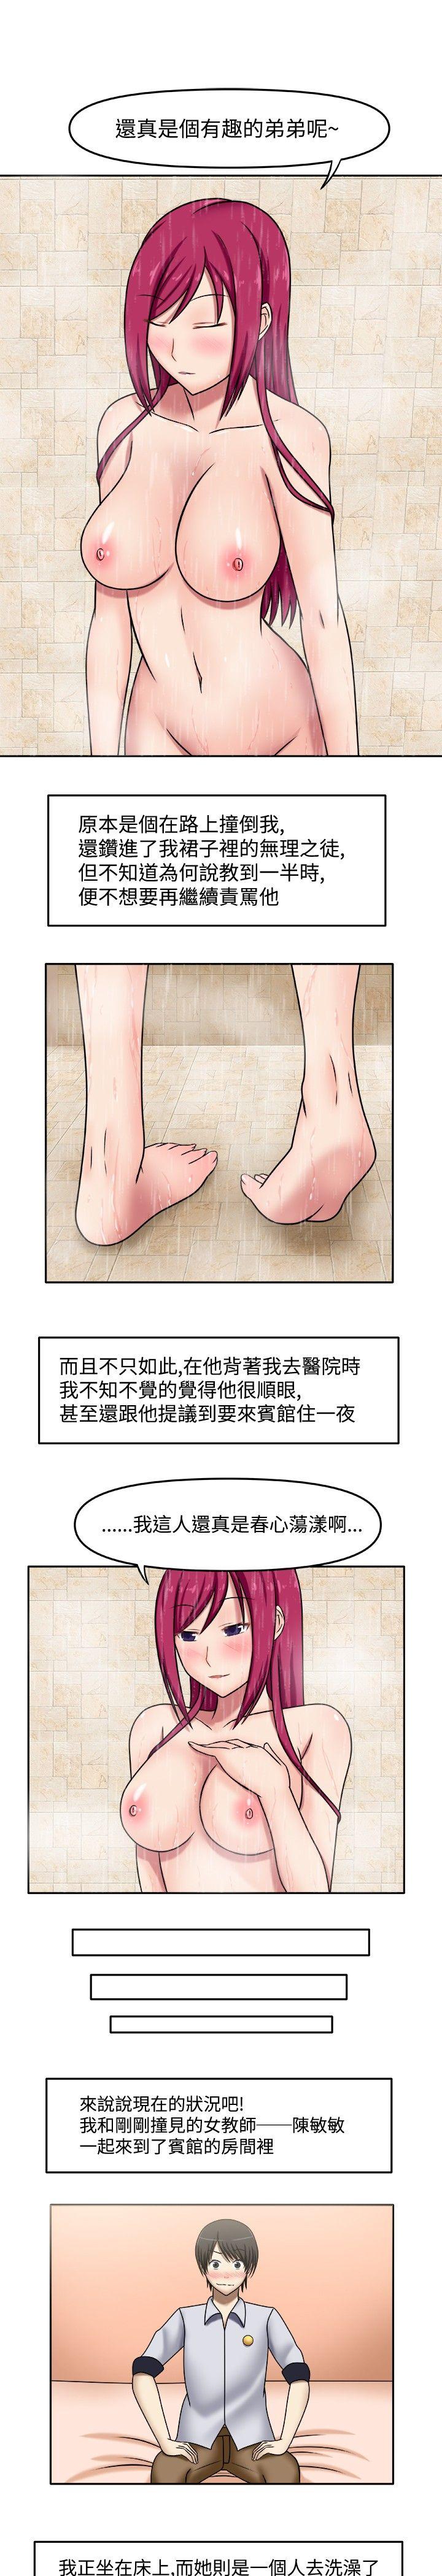 還真是個有趣的弟弟呢~
原本是個在路上撞倒我,
還鑽進了我裙子裡的無理之徒,
但不知道為何說教到一半時,
便不想要再繼續責罵他
而且不只如此,在他背著我去醫院時
我不知不覺的覺得他很順眼,
甚至還跟他提議到要來賓館住一夜
......我這人還真是春心蕩漾啊...
來說說現在的狀況吧!
我和剛剛撞見的女教師──陳敏敏
一起來到了賓館的房間裡
我正坐在床上,而她則是一個人去洗澡了